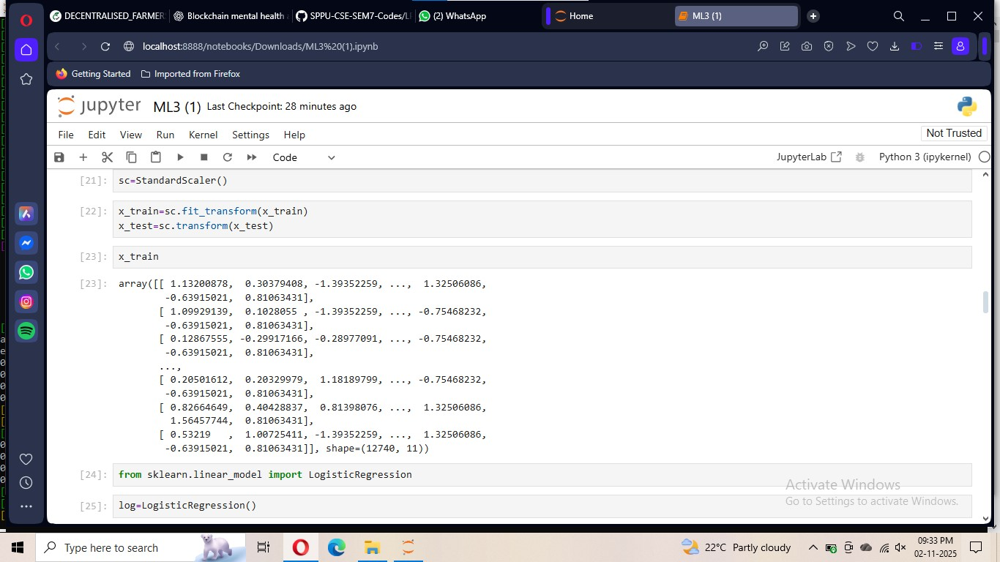 DECENTRALISED_FARMER
Blockchain mental health
SPPU-CSE-SEM7-Codes/L
(2) WhatsApp
Home
ML3 (1)
localhost:8888/notebooks/Downloads/ML3%20(1).ipynb
Getting Started
Imported from Firefox
jupyter ML3 (1) Last Checkpoint: 28 minutes ago
File Edit View Run Kernel Settings Help
Not Trusted
Code
JupyterLab
Python 3 (ipykernel)
[21]: sc=StandardScaler()
[22]: x_train=sc.fit_transform(x_train)
x_test=sc.transform(x_test)
[23]: x_train
[23]: array([[ 1.13200878, 0.30379408, -1.39352259, ..., 1.32506086,
-0.63915021, 0.81063431],
[ 1.09929139, 0.1028055 , -1.39352259, ..., -0.75468232,
-0.63915021, 0.81063431],
[ 0.12867555, -0.29917166, -0.28977091, ..., -0.75468232,
-0.63915021, 0.81063431],
...,
[ 0.20501612, 0.20329979, 1.18189799, ..., -0.75468232,
-0.63915021, 0.81063431],
[ 0.82664649, 0.40428837, 0.81398076, ..., 1.32506086,
1.56457744, 0.81063431],
[ 0.53219 , 1.00725411, -1.39352259, ..., 1.32506086,
-0.63915021, 0.81063431]], shape=(12740, 11))
[24]: from sklearn.linear_model import LogisticRegression
[25]: log=LogisticRegression()
Activate Windows
Go to Settings to activate Windows.
Type here to search
22°C Partly cloudy
09:33 PM
02-11-2025